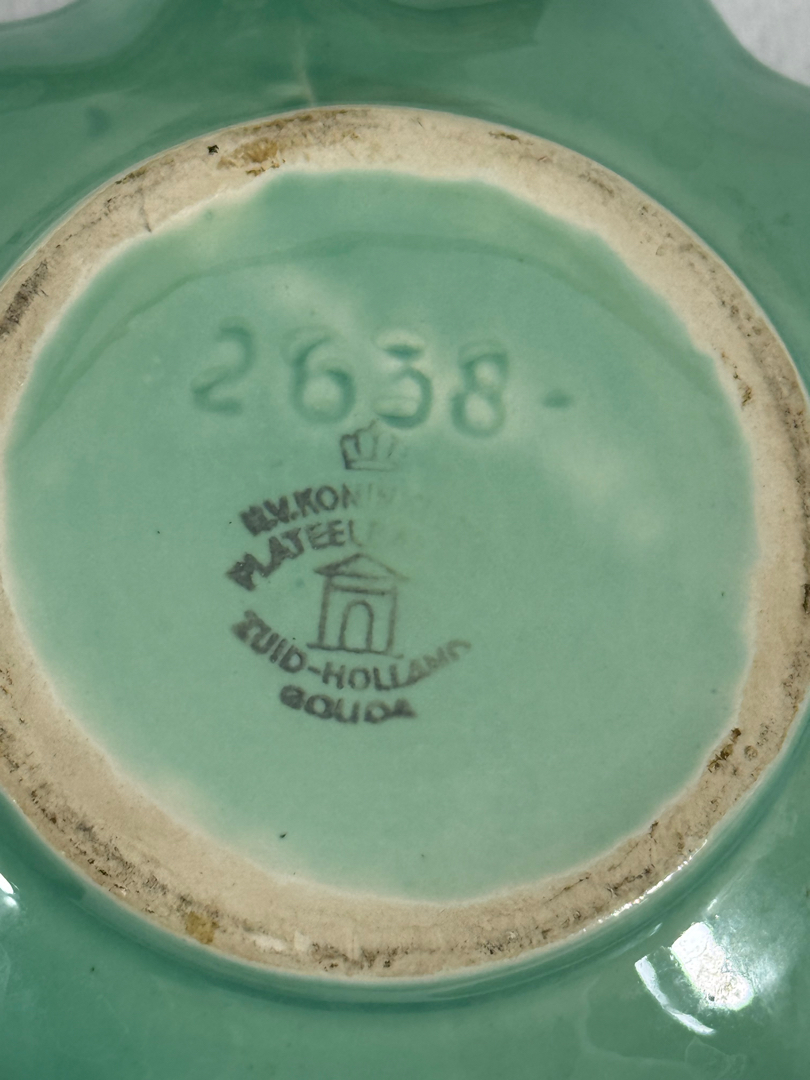 2638-
N.V. KONI
PLATEEL
ZUID-HOLLAND
GOUDA